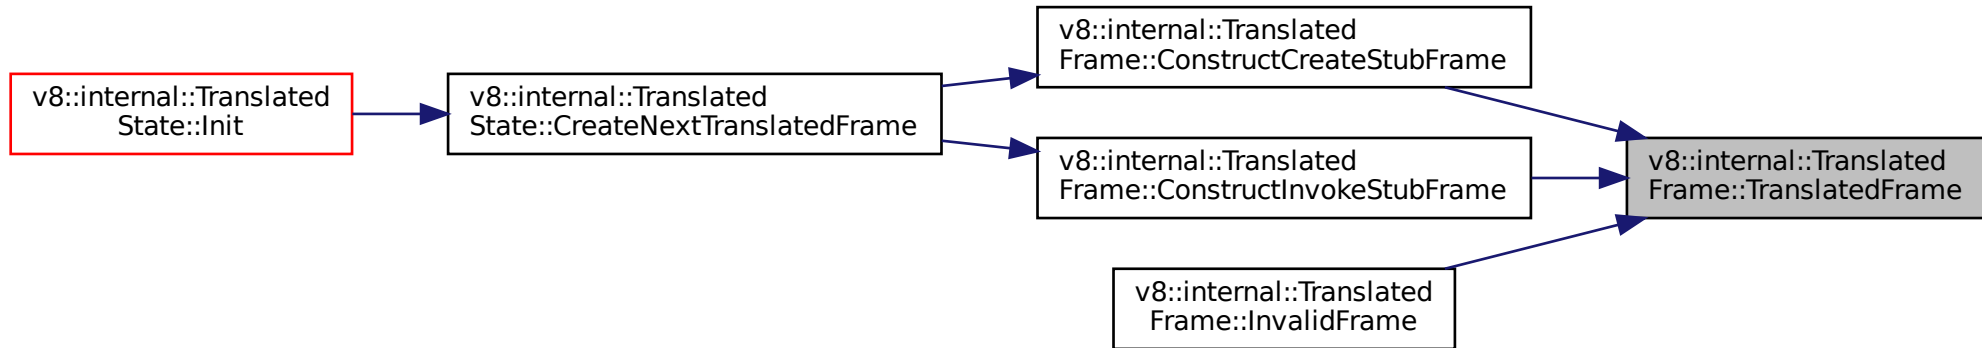 v8::internal::Translated
State::Init
v8::internal::Translated
State::CreateNextTranslatedFrame
v8::internal::Translated
Frame::ConstructCreateStubFrame
v8::internal::Translated
Frame::ConstructInvokeStubFrame
v8::internal::Translated
Frame::InvalidFrame
v8::internal::Translated
Frame::TranslatedFrame